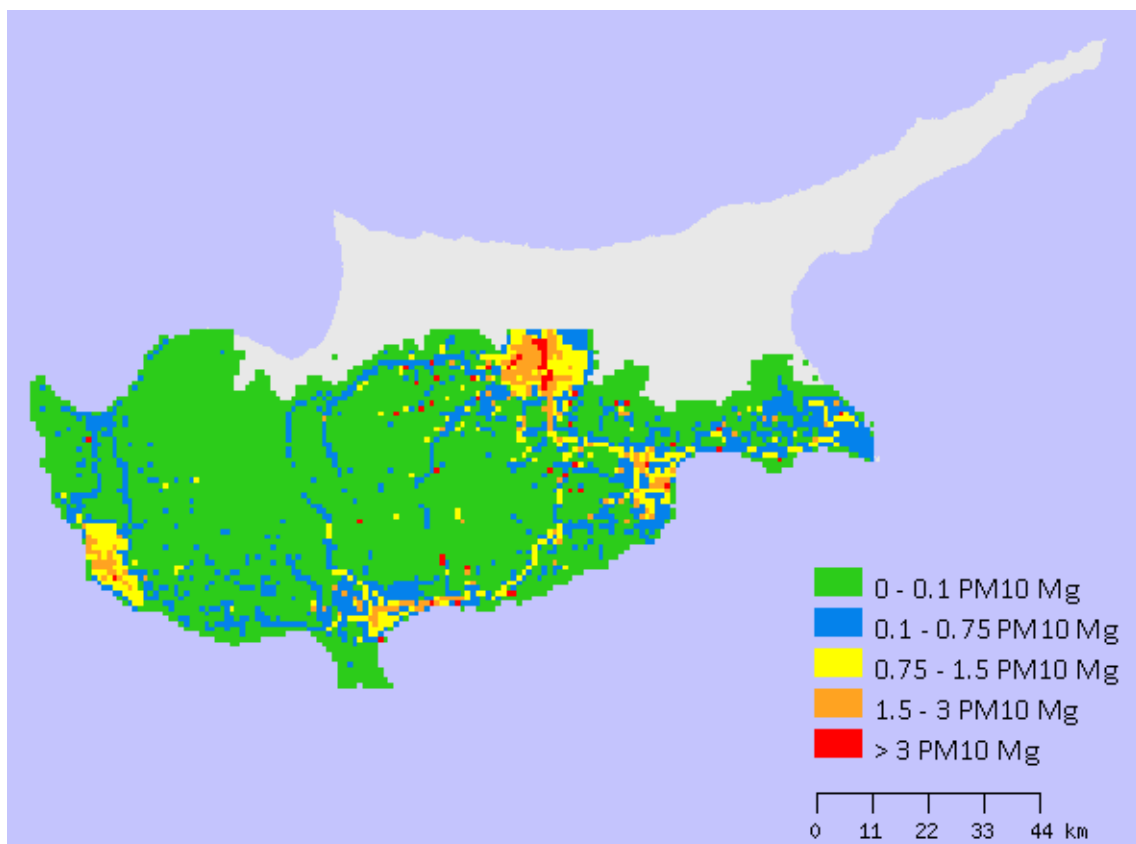 0 - 0.1 PM10 Mg
0.1 - 0.75 PM10 Mg
0.75 - 1.5 PM10 Mg
1.5 - 3 PM10 Mg
> 3 PM10 Mg
0 11 22 33 44 km